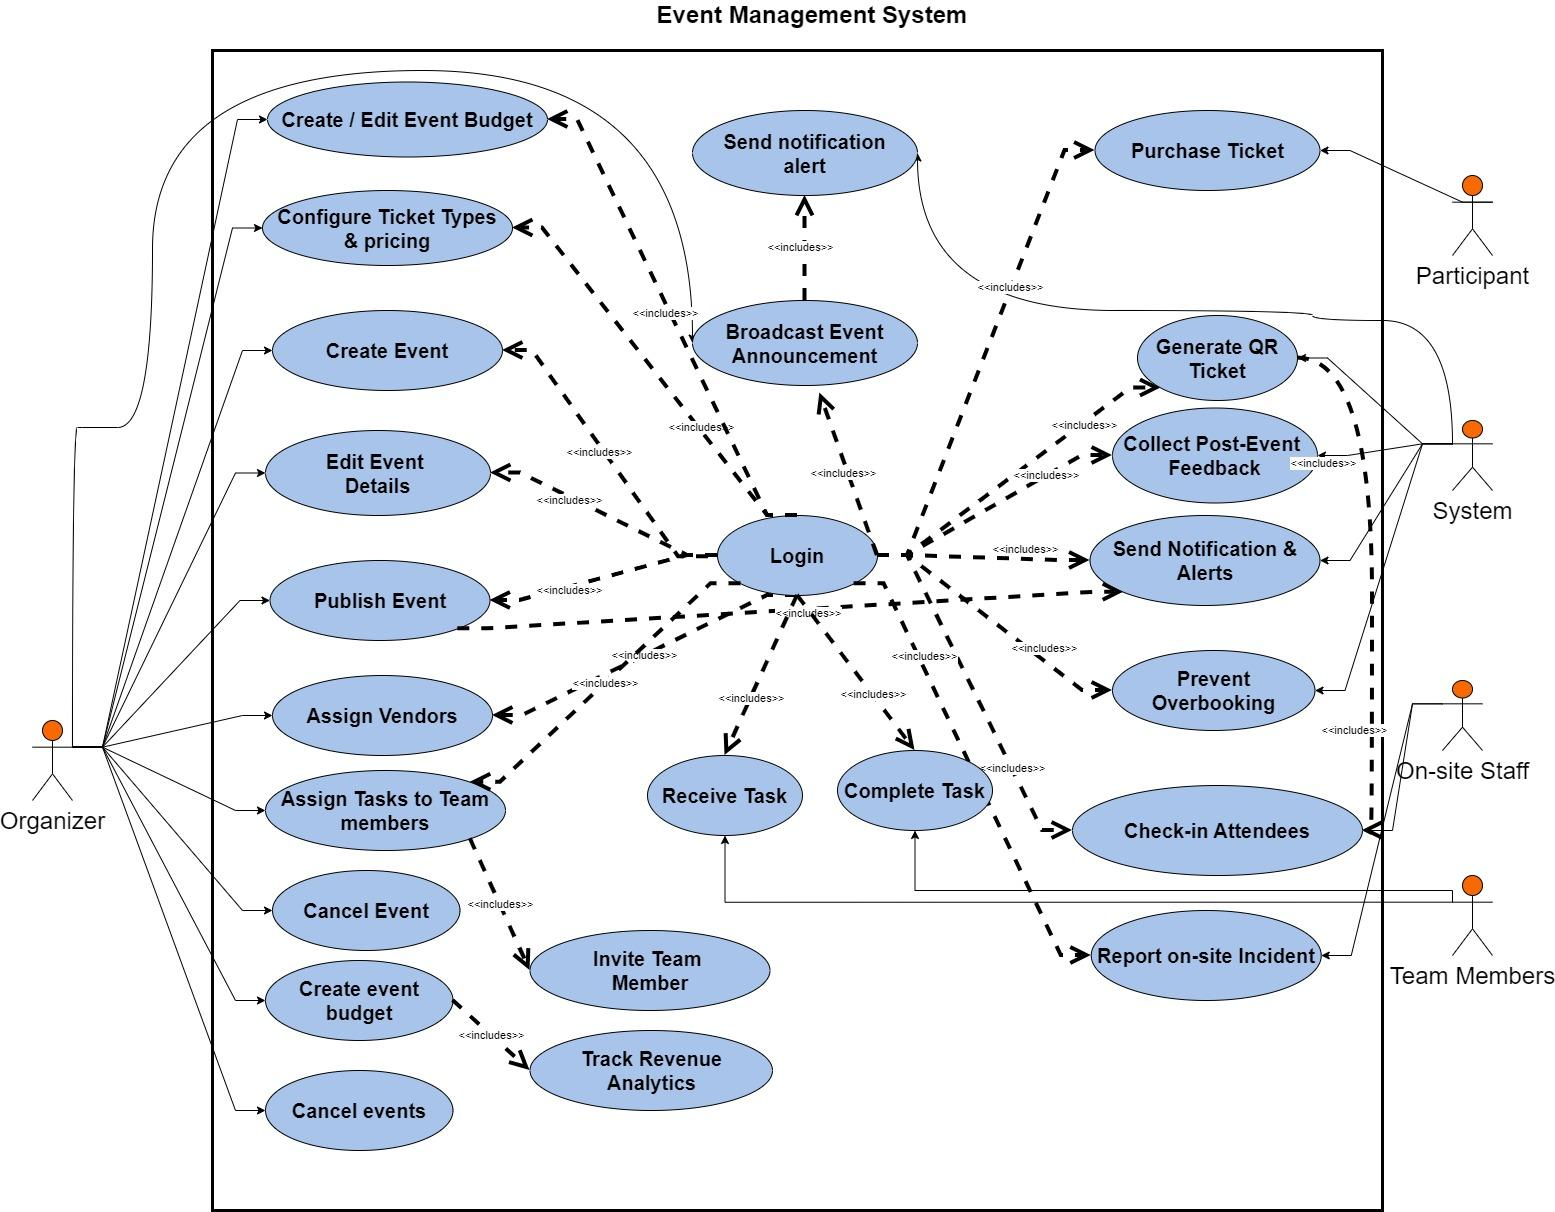 Event Management System
Create / Edit Event Budget
Send notification
alert
Purchase Ticket
Configure Ticket Types
& pricing
<<includes>>
Participant
<<includes>>
<<includes>>
Create Event
Broadcast Event
Announcement
Generate QR
Ticket
<<includes>>
<<includes>>
<<includes>>
Edit Event
Details
<<includes>>
<<includes>>
<<includes>>
Collect Post-Event
Feedback
<<includes>>
<<includes>>
System
Login
<<includes>>
Send Notification &
Alerts
Publish Event
<<includes>>
<<includes>>
<<includes>>
<<includes>>
<<includes>>
<<includes>>
Prevent
Overbooking
Assign Vendors
<<includes>>
<<includes>>
<<includes>>
On-site Staff
<<includes>>
Organizer
Assign Tasks to Team
members
Receive Task
Complete Task
Check-in Attendees
Cancel Event
<<includes>>
Invite Team
Member
Report on-site Incident
Team Members
Create event
budget
<<includes>>
Track Revenue
Analytics
Cancel events